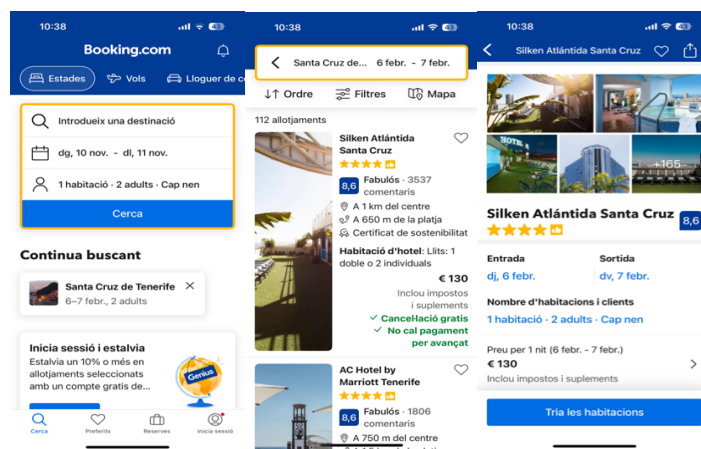 10:38
43
Booking.com
Estades
Vols
Lloguer de c
Introdueix una destinació
dg, 10 nov. - dl, 11 nov.
1 habitació · 2 adults · Cap nen
Cerca
Continua buscant
Santa Cruz de Tenerife
6–7 febr., 2 adults
Inicia sessió i estalvia
Estalvia un 10% o més en
allotjaments seleccionats
amb un compte gratis de...
Genius
Cerca
Preferits
Reserves
Inicia sessió
10:38
43
Santa Cruz de... 6 febr. - 7 febr.
Ordre
Filtres
Mapa
112 allotjaments
Silken Atlántida
Santa Cruz
8,6
Fabulós · 3537
comentaris
A 1 km del centre
A 650 m de la platja
Certificat de sostenibilitat
Habitació d'hotel: Llits: 1
doble o 2 individuals
€ 130
Inclou impostos
i suplements
Cancel·lació gratis
No cal pagament
per avançat
AC Hotel by
Marriott Tenerife
8,6
Fabulós · 1806
comentaris
A 750 m del centre
10:38
43
Silken Atlántida Santa Cruz
HOTEL
+165
Silken Atlántida Santa Cruz
8,6
Entrada
Sortida
dj, 6 febr.
dv, 7 febr.
Nombre d'habitacions i clients
1 habitació · 2 adults · Cap nen
Preu per 1 nit (6 febr. - 7 febr.)
€ 130
Inclou impostos i suplements
Tria les habitacions